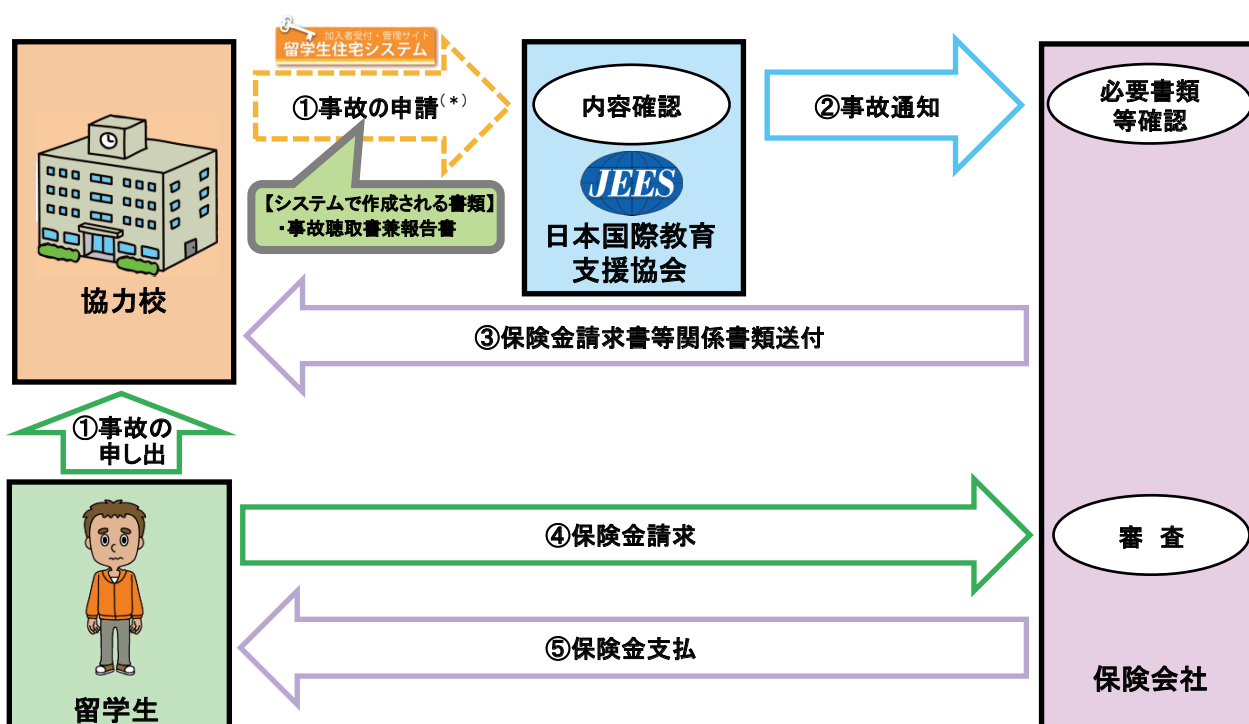 加入者受付・管理サイト
留学生住宅システム
①事故の申請(*)
【システムで作成される書類】
・事故聴取書兼報告書
協力校
内容確認
JEES
日本国際教育
支援協会
②事故通知
必要書類
等確認
③保険金請求書等関係書類送付
①事故の
申し出
④保険金請求
審 査
⑤保険金支払
留学生
保険会社